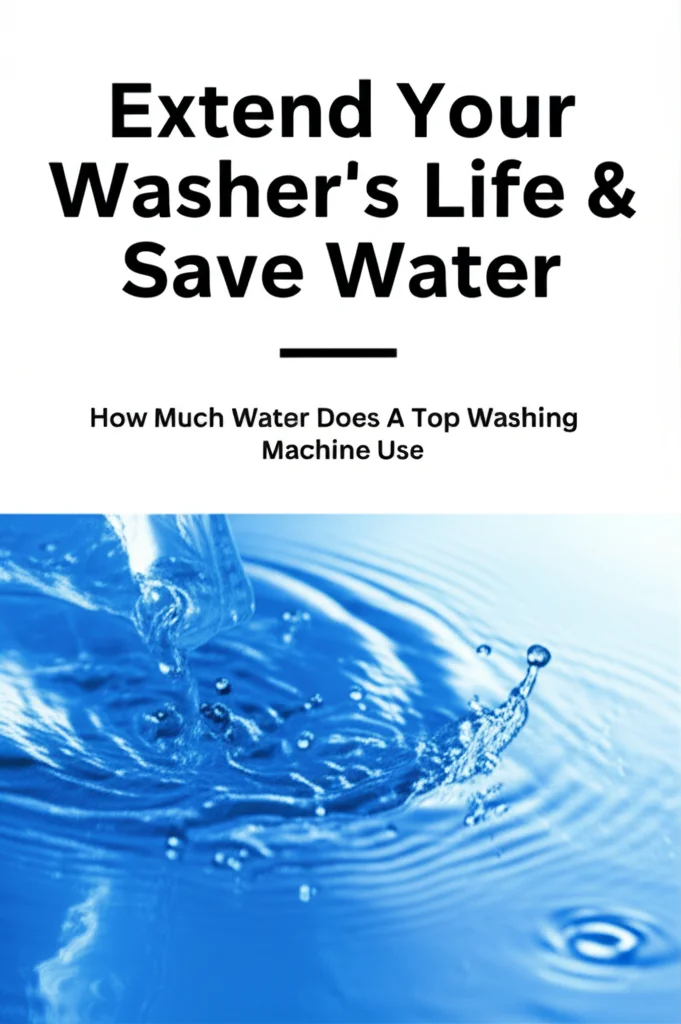 Extend Your
Washer's Life &
Save Water
How Much Water Does A Top Washing
Machine Use